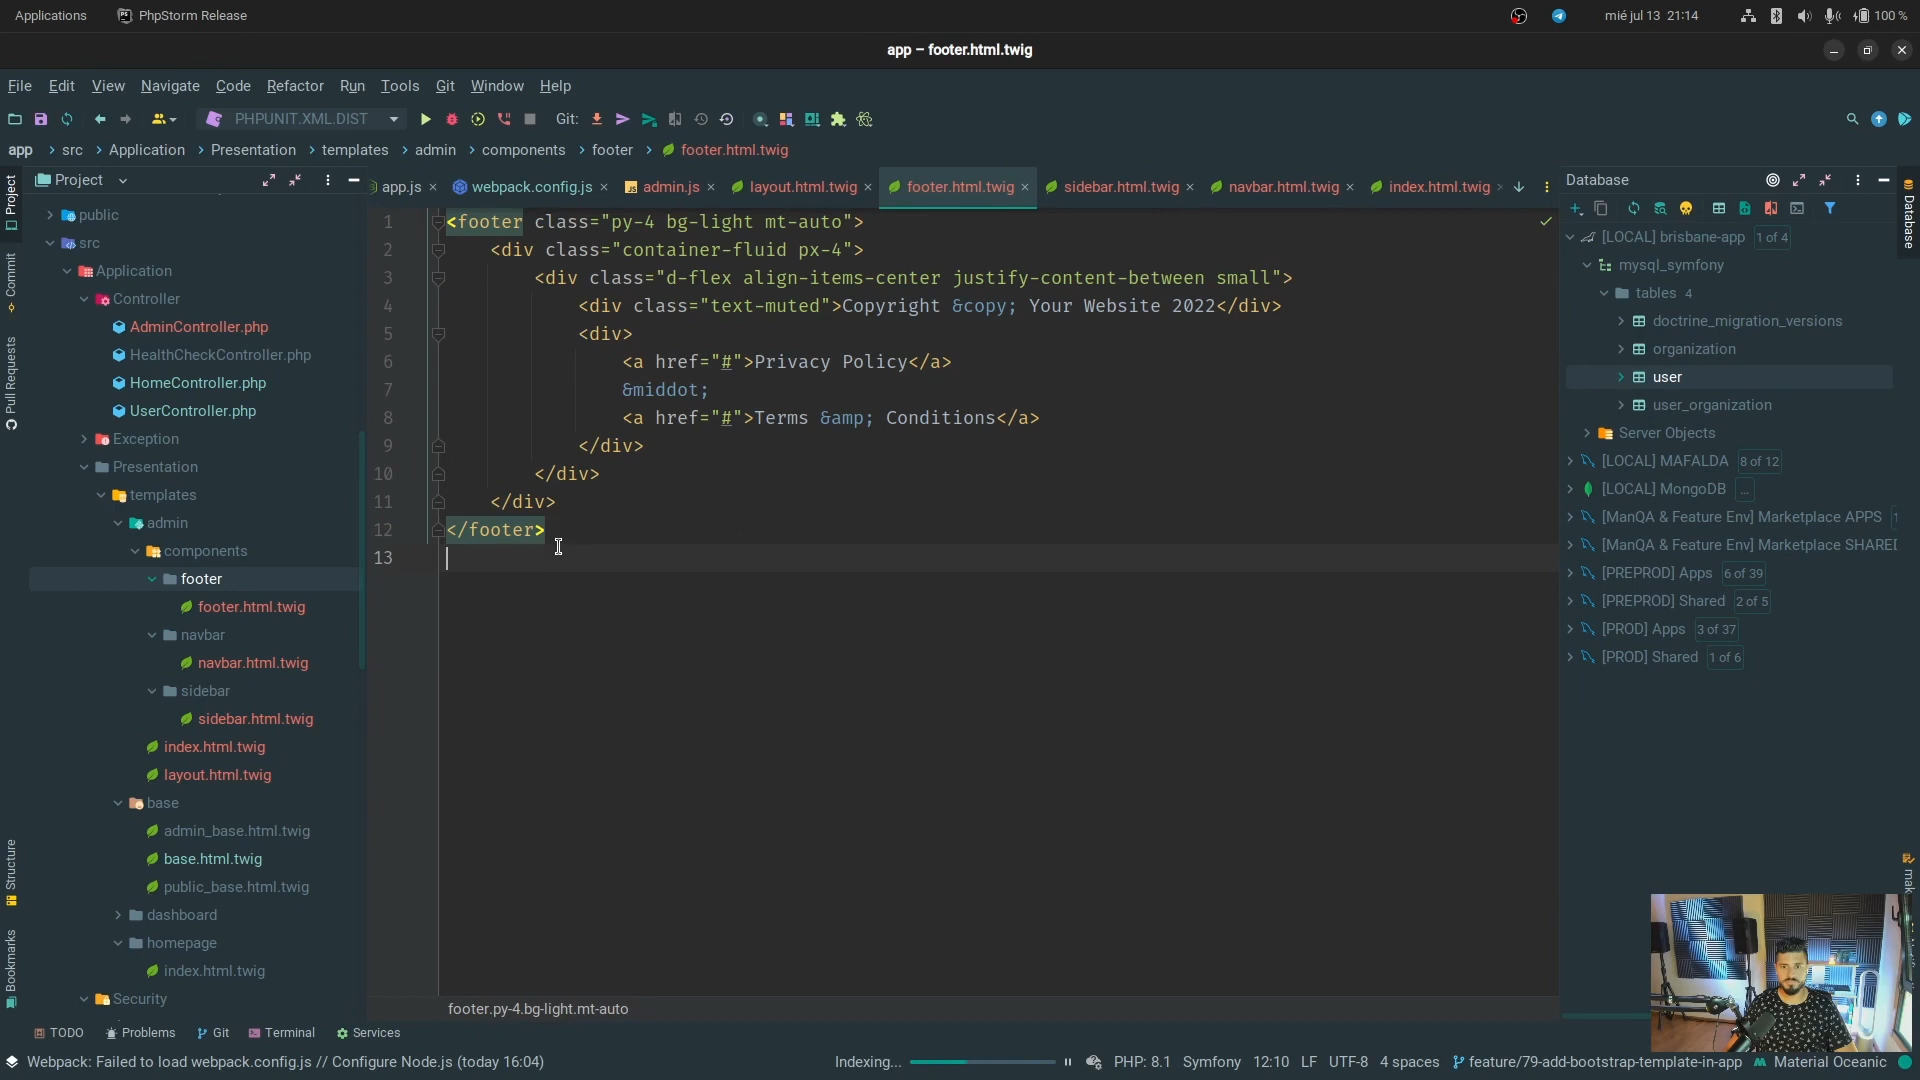 Applications PhpStorm Release mié jul 13 21:14 100 %
app – footer.html.twig
File Edit View Navigate Code Refactor Run Tools Git Window Help
PHPUNIT.XML.DIST Git:
app src Application Presentation templates admin components footer footer.html.twig
Project
Commit
Pull Requests
Structure
Bookmarks
Project
public
src
Application
Controller
AdminController.php
HealthCheckController.php
HomeController.php
UserController.php
Exception
Presentation
templates
admin
components
footer
footer.html.twig
navbar
navbar.html.twig
sidebar
sidebar.html.twig
index.html.twig
layout.html.twig
base
admin_base.html.twig
base.html.twig
public_base.html.twig
dashboard
homepage
index.html.twig
Security
app.js webpack.config.js admin.js layout.html.twig footer.html.twig sidebar.html.twig navbar.html.twig index.html.twig
1 <footer class="py-4 bg-light mt-auto">
2 <div class="container-fluid px-4">
3 <div class="d-flex align-items-center justify-content-between small">
4 <div class="text-muted">Copyright &copy; Your Website 2022</div>
5 <div>
6 <a href="#">Privacy Policy</a>
7 &middot;
8 <a href="#">Terms &amp; Conditions</a>
9 </div>
10 </div>
11 </div>
12 </footer>
13
footer.py-4.bg-light.mt-auto
Database
[LOCAL] brisbane-app 1 of 4
mysql_symfony
tables 4
doctrine_migration_versions
organization
user
user_organization
Server Objects
[LOCAL] MAFALDA 8 of 12
[LOCAL] MongoDB ...
[ManQA & Feature Env] Marketplace APPS
[ManQA & Feature Env] Marketplace SHARED
[PREPROD] Apps 6 of 39
[PREPROD] Shared 2 of 5
[PROD] Apps 3 of 37
[PROD] Shared 1 of 6
Database
mak
TODO Problems Git Terminal Services
Webpack: Failed to load webpack.config.js // Configure Node.js (today 16:04) Indexing... PHP: 8.1 Symfony 12:10 LF UTF-8 4 spaces feature/79-add-bootstrap-template-in-app Material Oceanic